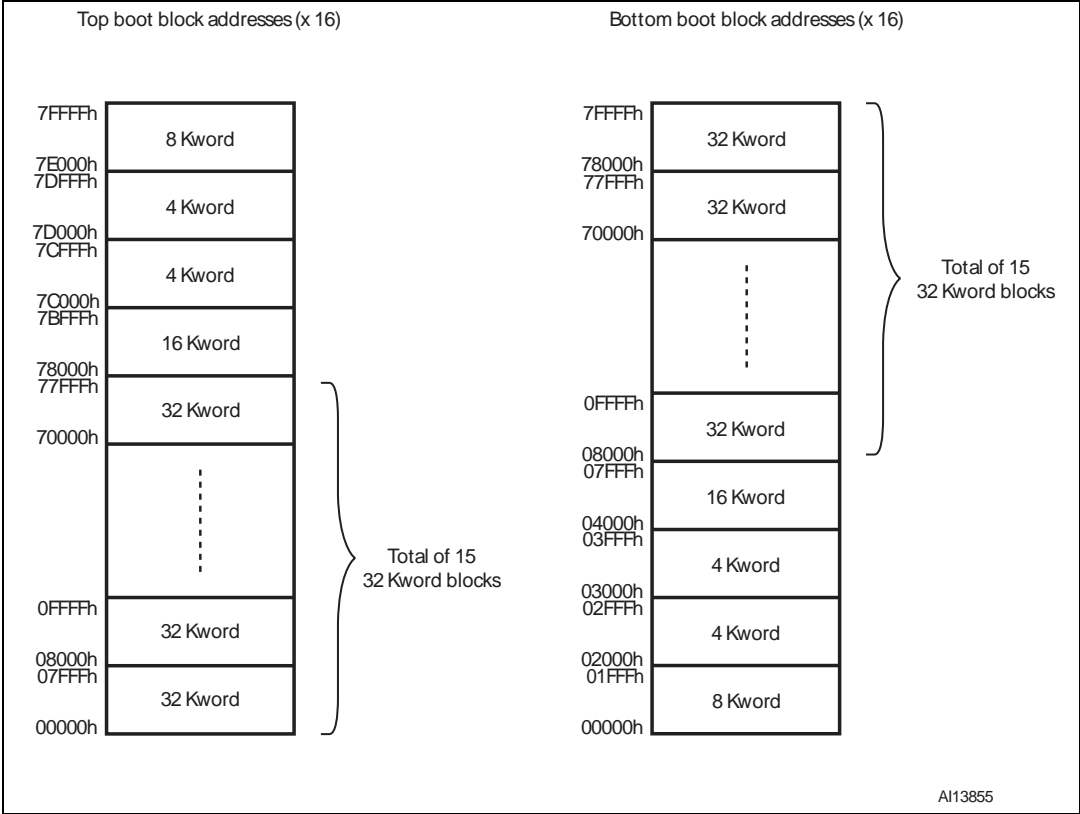 Top boot block addresses (x 16)
7FFFFh
8 Kword
7E000h
7DFFFh
4 Kword
7D000h
7CFFFh
4 Kword
7C000h
7BFFFh
16 Kword
78000h
77FFFh
32 Kword
70000h
Total of 15
32 Kword blocks
0FFFFh
32 Kword
08000h
07FFFh
32 Kword
00000h
Bottom boot block addresses (x 16)
7FFFFh
32 Kword
78000h
77FFFh
32 Kword
70000h
Total of 15
32 Kword blocks
0FFFFh
32 Kword
08000h
07FFFh
16 Kword
04000h
03FFFh
4 Kword
03000h
02FFFh
4 Kword
02000h
01FFFh
8 Kword
00000h
AI13855